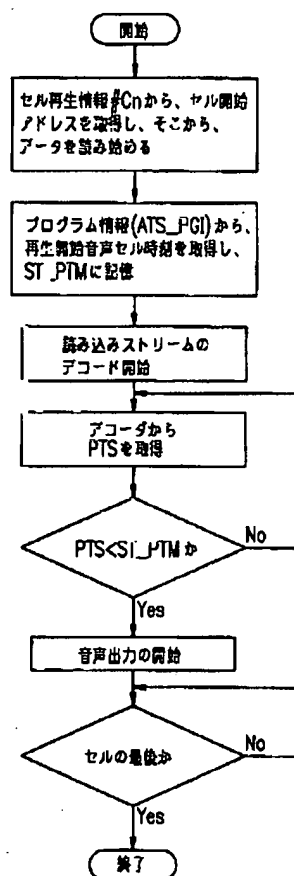 開始
セル再生情報#Cnから、セル開始
アドレスを取得し、そこから、
データを読み始める
プログラム情報(ATS_PGI)から、
再生開始音声セル時刻を取得し、
ST_PTMに記憶
読み込みストリームの
デコード開始
デコーダから
PTSを取得
PTS<ST_PTMか
No
Yes
音声出力の開始
セルの最後か
No
Yes
終了